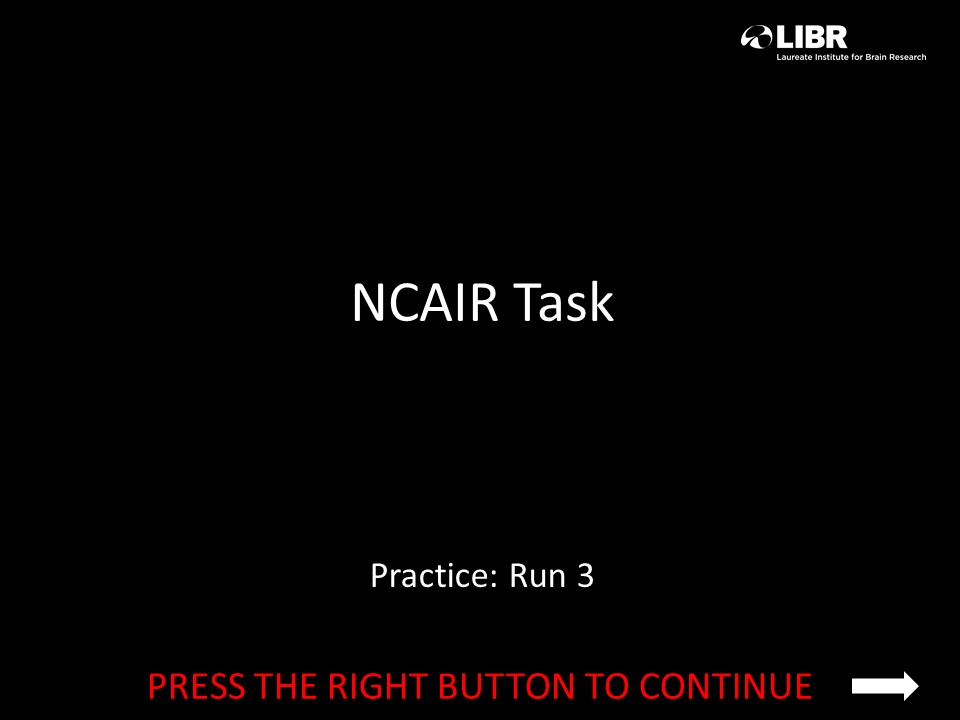 LIBR
Laureate Institute for Brain Research
NCAIR Task
Practice: Run 3
PRESS THE RIGHT BUTTON TO CONTINUE